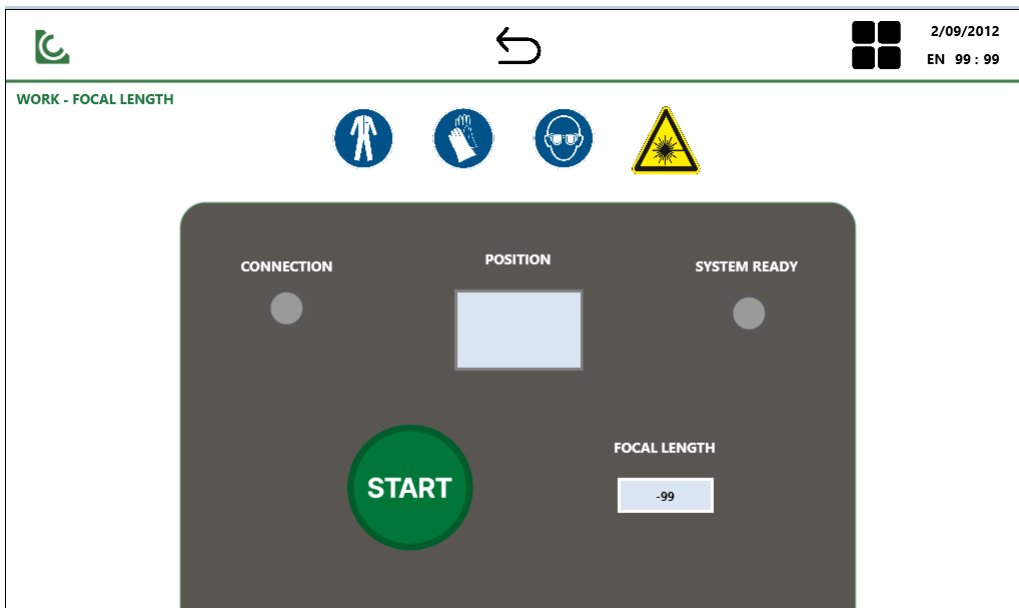 2/09/2012
EN 99 : 99
WORK - FOCAL LENGTH
CONNECTION
POSITION
SYSTEM READY
START
FOCAL LENGTH
-99